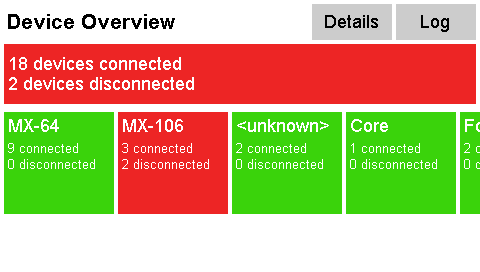 Device Overview
Details
Log
18 devices connected
2 devices disconnected
MX-64
9 connected
0 disconnected
MX-106
3 connected
2 disconnected
<unknown>
2 connected
0 disconnected
Core
1 connected
0 disconnected
Fo
2 c
0 d